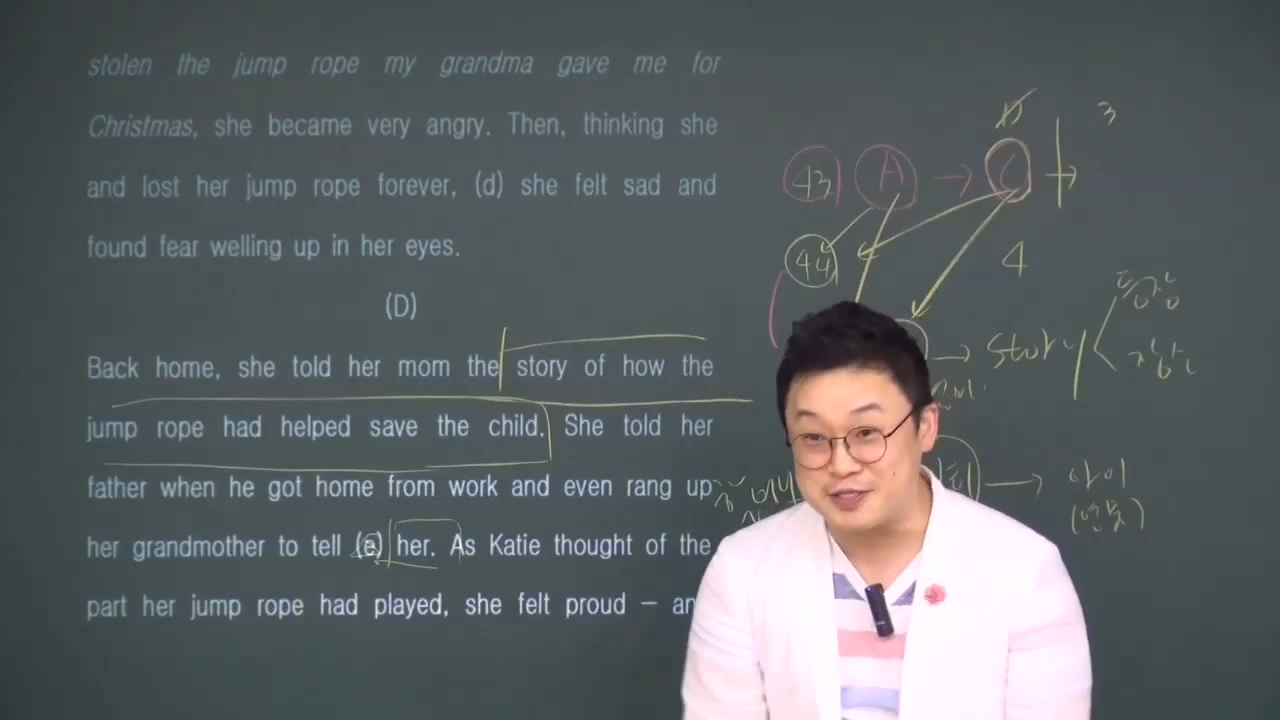 stolen the jump rope my grandma gave me for
Christmas, she became very angry. Then, thinking she
and lost her jump rope forever, (d) she felt sad and
found fear welling up in her eyes.
(D)
Back home, she told her mom the story of how the
jump rope had helped save the child. She told her
father when he got home from work and even rang up
her grandmother to tell (e) her. As Katie thought of the
part her jump rope had played, she felt proud – an
3
43 A → C →
44
4
→ story
→ 아이
(인물)